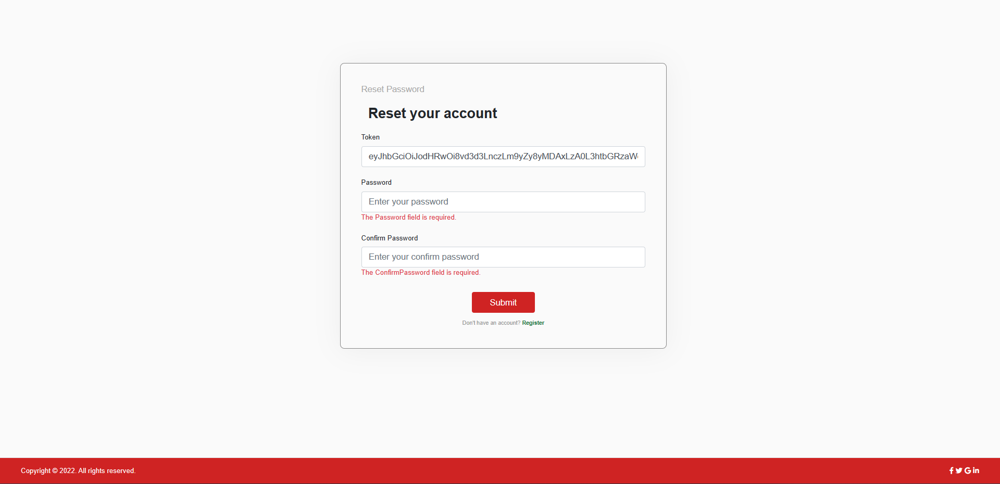 Reset Password
Reset your account
Token
eyJhbGciOiJodHRwOi8vd3d3LnczLm9yZy8yMDAxLzA0L3htbGRzaW
Password
Enter your password
The Password field is required.
Confirm Password
Enter your confirm password
The ConfirmPassword field is required.
Submit
Don't have an account? Register
Copyright © 2022. All rights reserved.